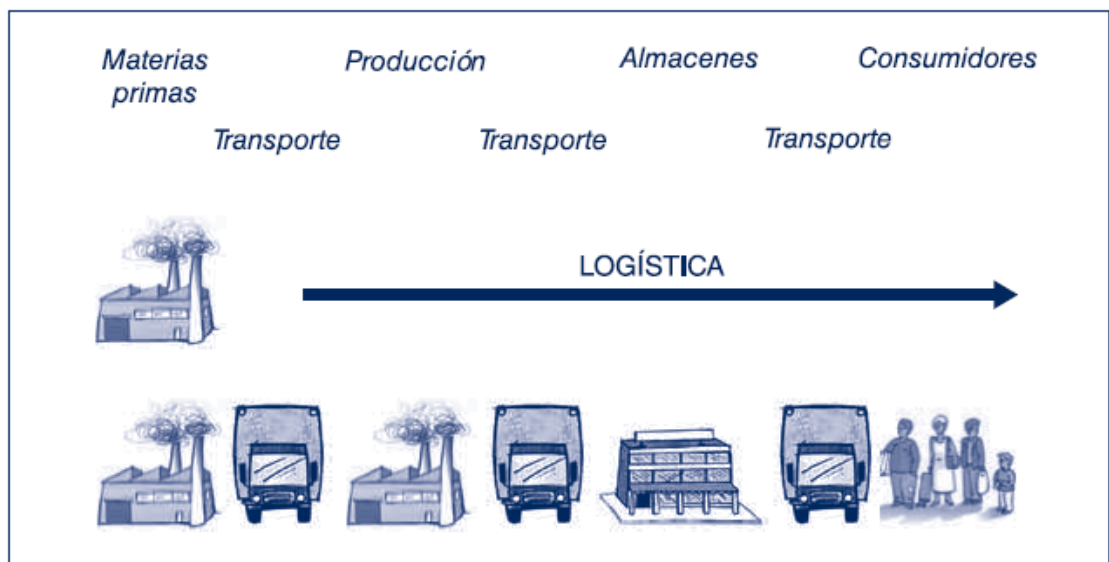 Materias
primas
Producción
Almacenes
Consumidores
Transporte
Transporte
Transporte
LOGÍSTICA